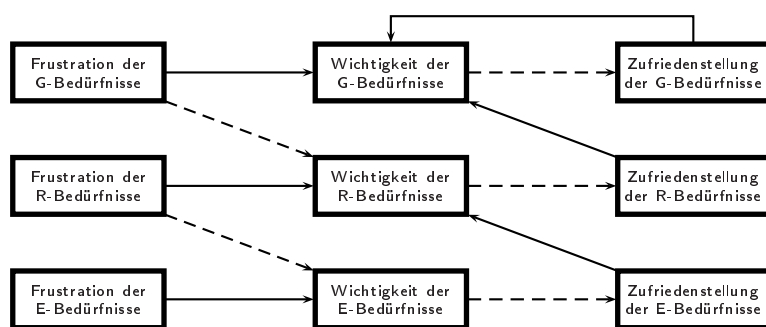 Frustration der
G-Bedürfnisse
Wichtigkeit der
G-Bedürfnisse
Zufriedenstellung
der G-Bedürfnisse
Frustration der
R-Bedürfnisse
Wichtigkeit der
R-Bedürfnisse
Zufriedenstellung
der R-Bedürfnisse
Frustration der
E-Bedürfnisse
Wichtigkeit der
E-Bedürfnisse
Zufriedenstellung
der E-Bedürfnisse